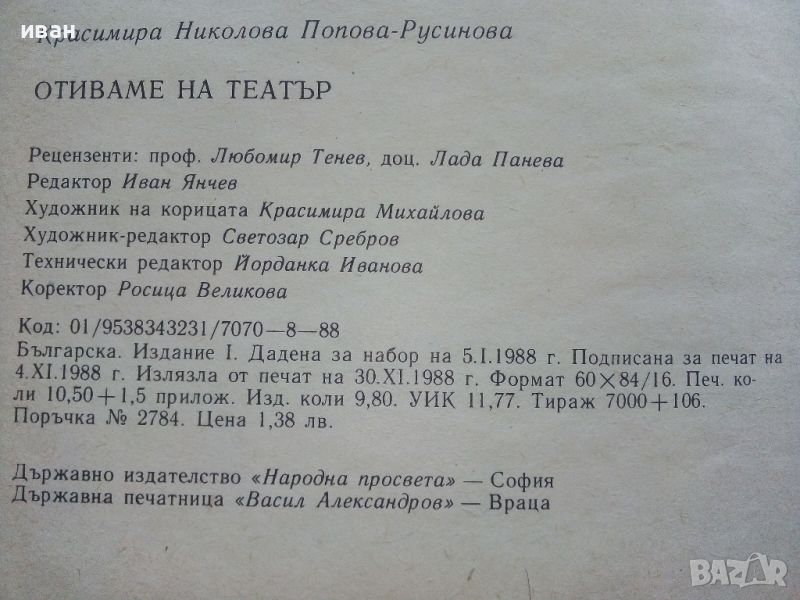 иван
Красимира Николова Попова-Русинова
ОТИВАМЕ НА ТЕАТЪР
Рецензенти: проф. Любомир Тенев, доц. Лада Панева
Редактор Иван Янчев
Художник на корицата Красимира Михайлова
Художник-редактор Светозар Сребров
Технически редактор Йорданка Иванова
Коректор Росица Великова
Код: 01/9538343231/7070—8—88
Българска. Издание I. Дадена за набор на 5.I.1988 г. Подписана за печат на
4.XI.1988 г. Излязла от печат на 30.XI.1988 г. Формат 60×84/16. Печ. ко-
ли 10,50+1,5 прилож. Изд. коли 9,80. УИК 11,77. Тираж 7000+106.
Поръчка № 2784. Цена 1,38 лв.
Държавно издателство «Народна просвета» — София
Държавна печатница «Васил Александров» — Враца
BAZAR